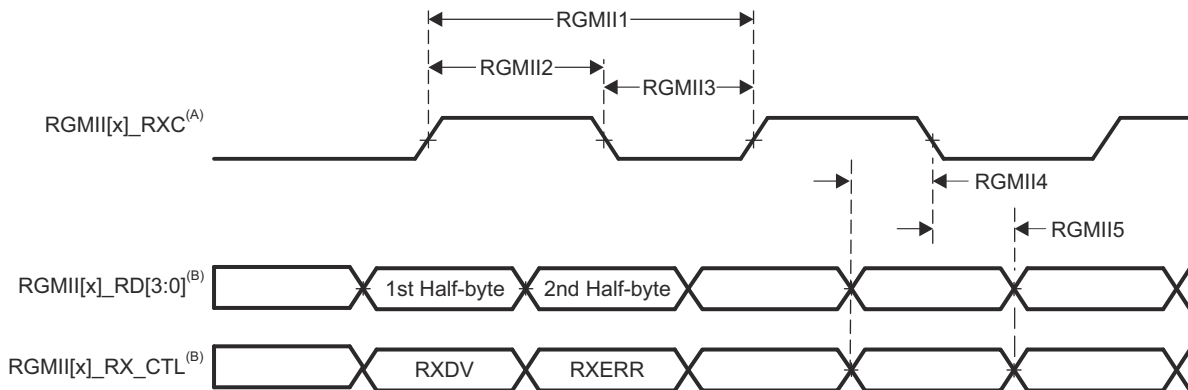 RGMII1
RGMII2
RGMII3
RGMII[x]_RXC(A)
RGMII4
RGMII5
RGMII[x]_RD[3:0](B)
1st Half-byte
2nd Half-byte
RGMII[x]_RX_CTL(B)
RXDV
RXERR